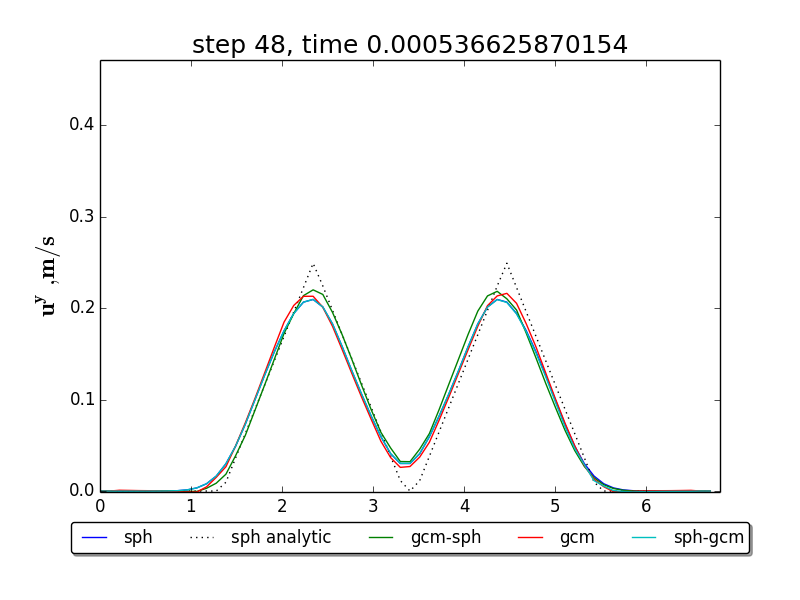 step 48, time 0.000536625870154
u^y ,m/s
0.4
0.3
0.2
0.1
0.0
0 1 2 3 4 5 6
sph sph analytic gcm-sph gcm sph-gcm